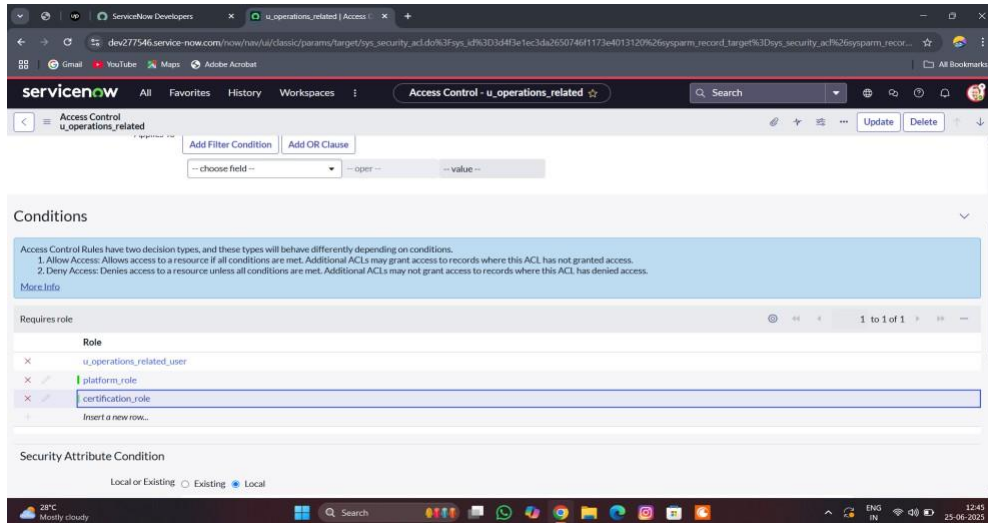 ServiceNow Developers
u_operations_related | Access C
dev277546.service-now.com/now/nav/ui/classic/params/target/sys_security_acl.do%3Fsys_id%3D3d4f3e1ec3da2650746f1173e4013120%26sysparm_record_target%3Dsys_security_acl%26sysparm_recor...
Gmail YouTube Maps Adobe Acrobat All Bookmarks
servicenow All Favorites History Workspaces Access Control - u_operations_related Search
Access Control
u_operations_related Update Delete
Add Filter Condition Add OR Clause
-- choose field -- -- oper -- -- value --
Conditions
Access Control Rules have two decision types, and these types will behave differently depending on conditions.
1. Allow Access: Allows access to a resource if all conditions are met. Additional ACLs may grant access to records where this ACL has not granted access.
2. Deny Access: Denies access to a resource unless all conditions are met. Additional ACLs may not grant access to records where this ACL has denied access.
More Info
Requires role 1 to 1 of 1
Role
u_operations_related_user
platform_role
certification_role
Insert a new row...
Security Attribute Condition
Local or Existing Existing Local
28°C
Mostly cloudy
Search
ENG
IN
12:45
25-06-2025